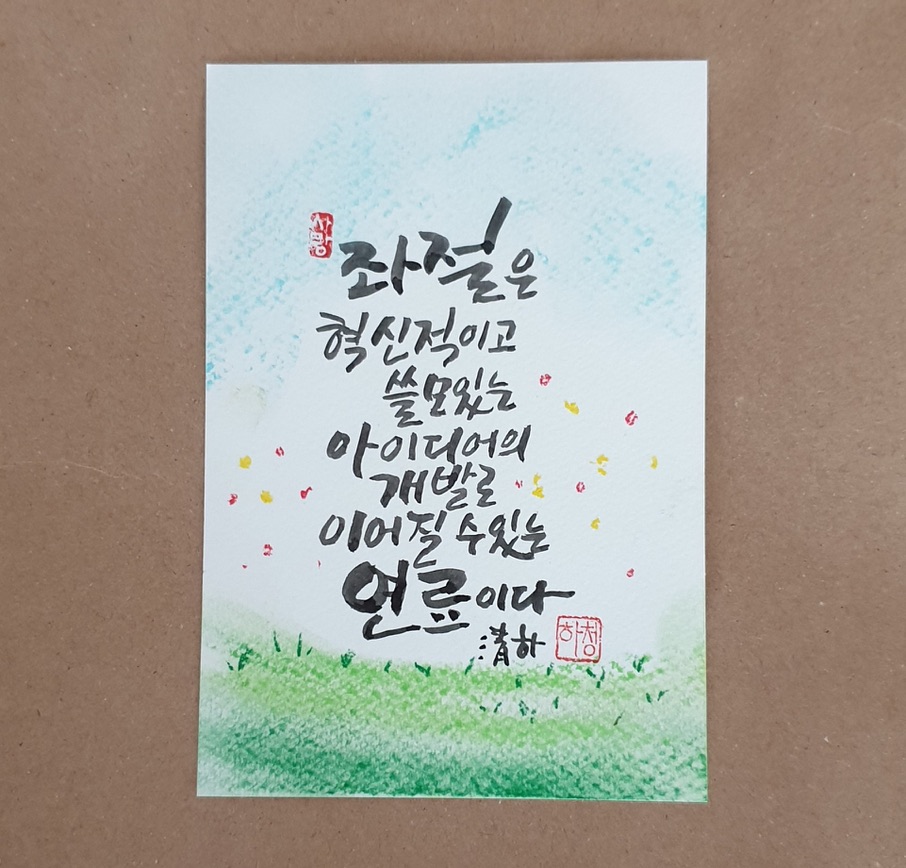 사랑
좌절은
혁신적이고
쓸모있는
아이디어의
개발로
이어질 수 있는
연료이다
淸하
하청